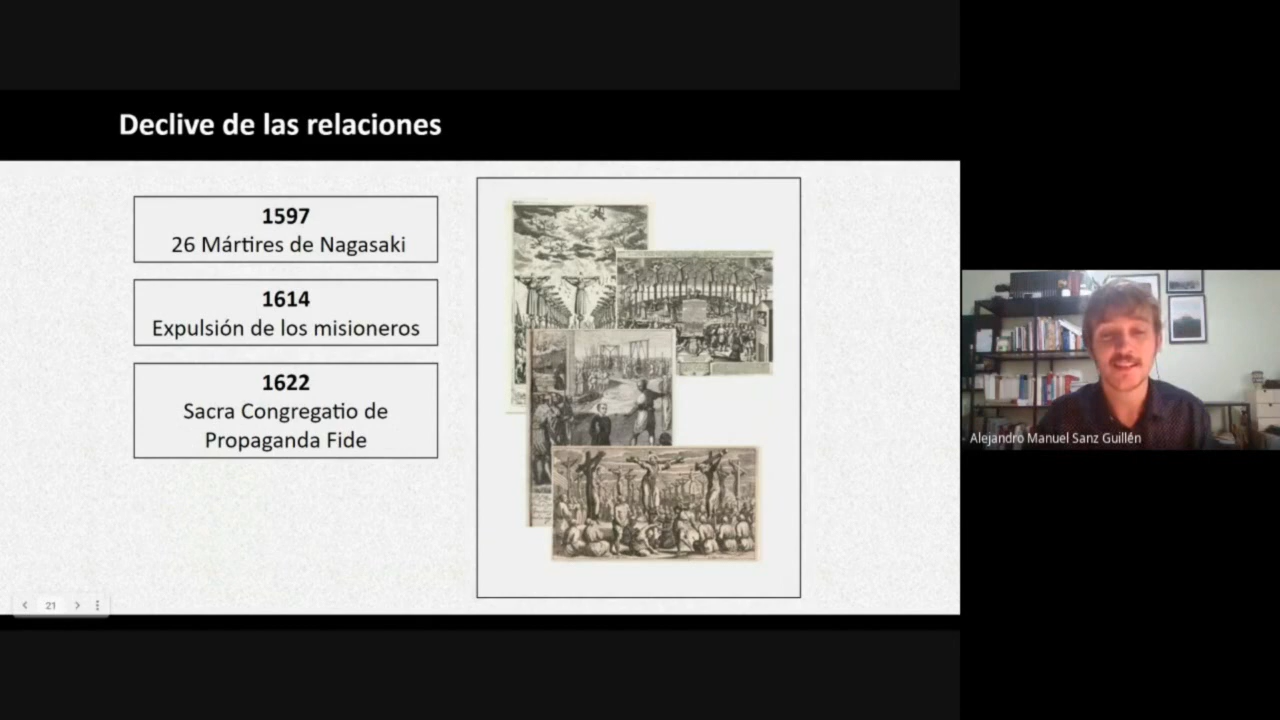 Declive de las relaciones
1597
26 Mártires de Nagasaki
1614
Expulsión de los misioneros
1622
Sacra Congregatio de
Propaganda Fide
21
Alejandro Manuel Sanz Guillén